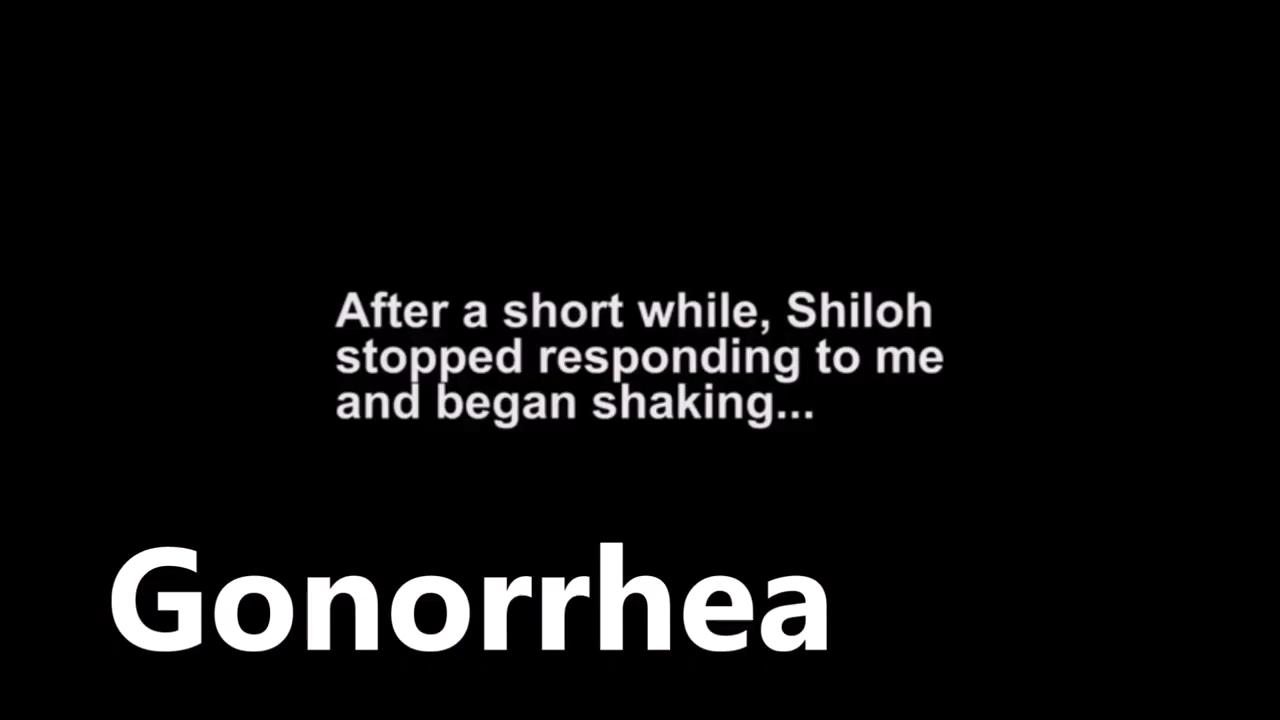 After a short while, Shiloh
stopped responding to me
and began shaking...
Gonorrhea